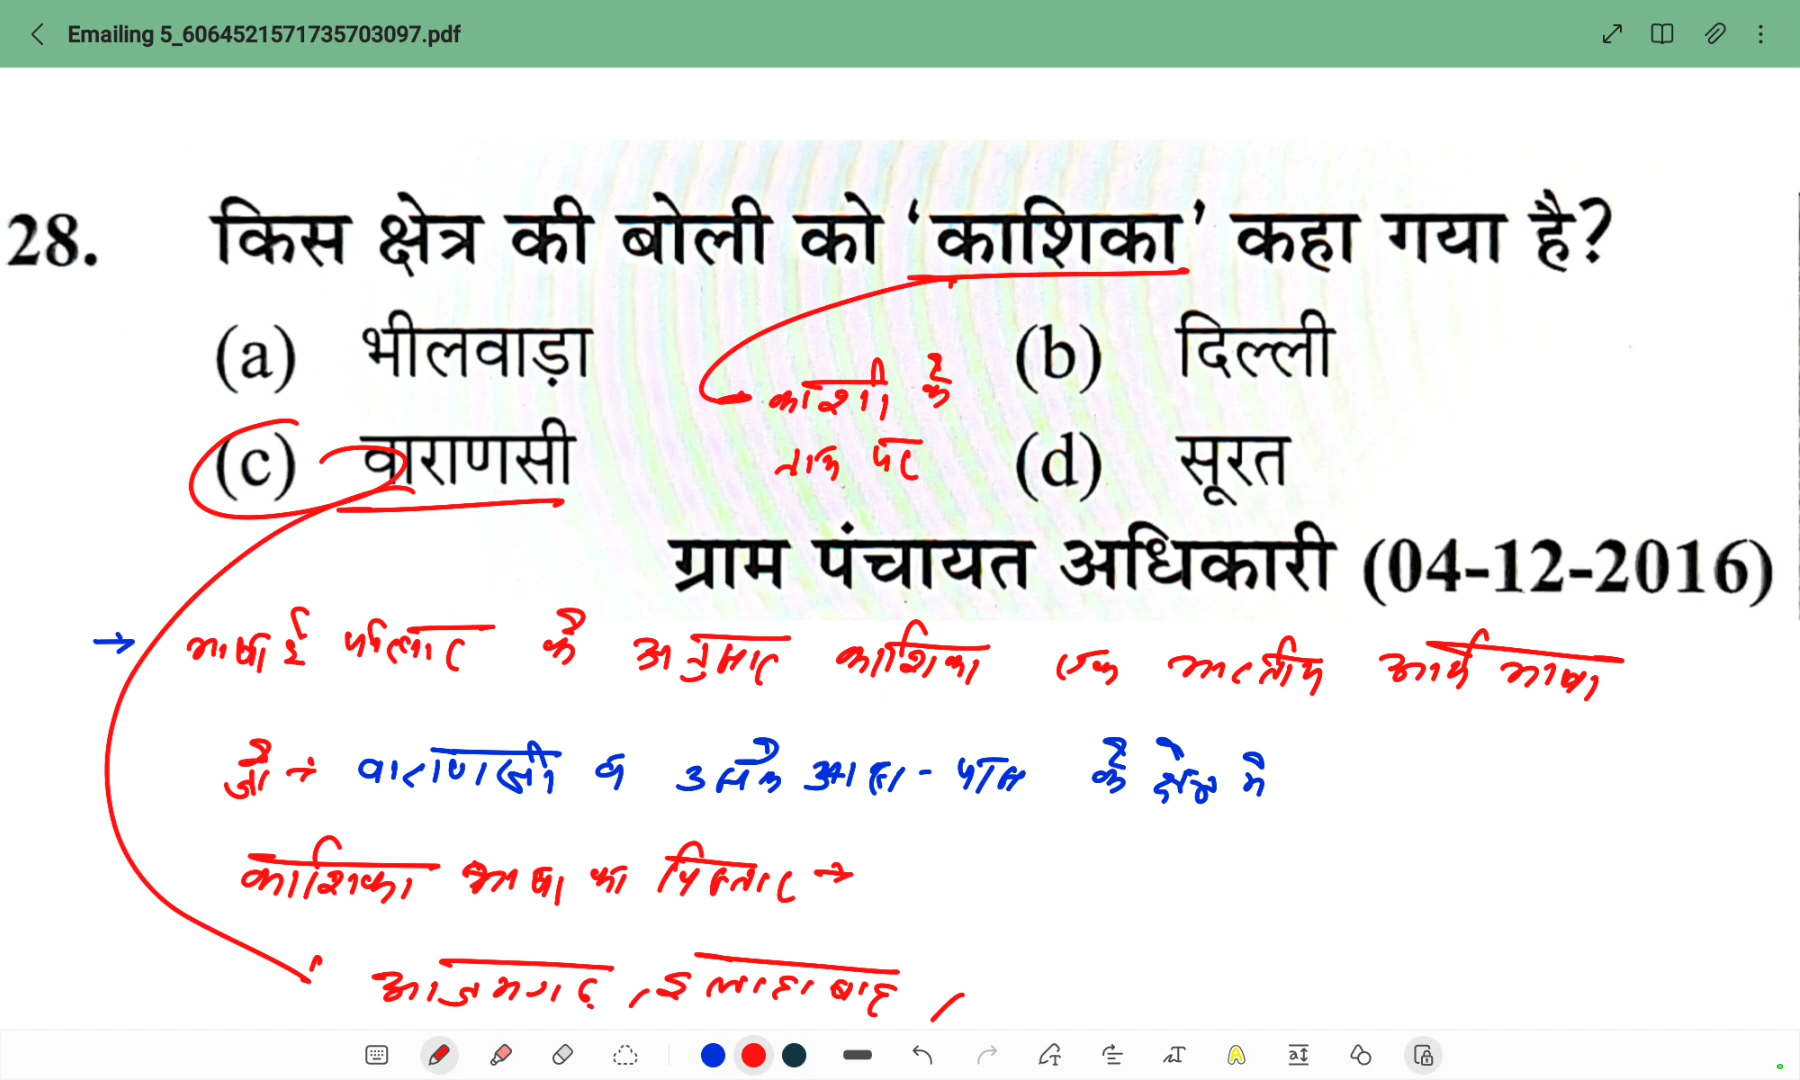 Emailing 5_6064521571735703097.pdf
28. किस क्षेत्र की बोली को ‘काशिका’ कहा गया है?
(a) भीलवाड़ा (b) दिल्ली
काशी के
(c) वाराणसी (d) सूरत
नाम पर
ग्राम पंचायत अधिकारी (04-12-2016)
→ भाषाई परिवार के अनुसार काशिका एक भारतीय आर्य भाषा
है → वाराणसी व उसके आस-पास के क्षेत्र में
काशिका भाषा का विस्तार →
आजमगढ़, इलाहाबाद,